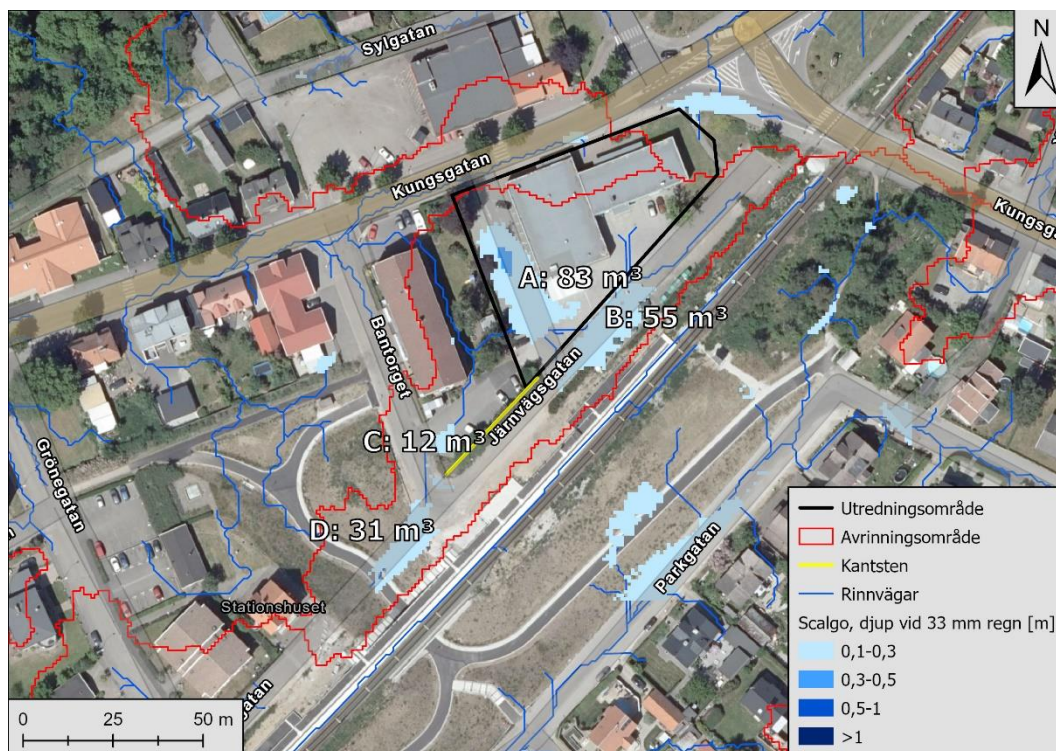 N
Sylgatan
Kungsgatan
Kungsga
A: 83 m³
B: 55 m³
Bantorget
Järnvägsgatan
C: 12 m³
Grönegatan
D: 31 m³
Parkgatan
Stationshuset
gatan
Utredningsområde
Avrinningsområde
Kantsten
Rinnvägar
Scalgo, djup vid 33 mm regn [m]
0,1-0,3
0,3-0,5
0,5-1
>1
0 25 50 m